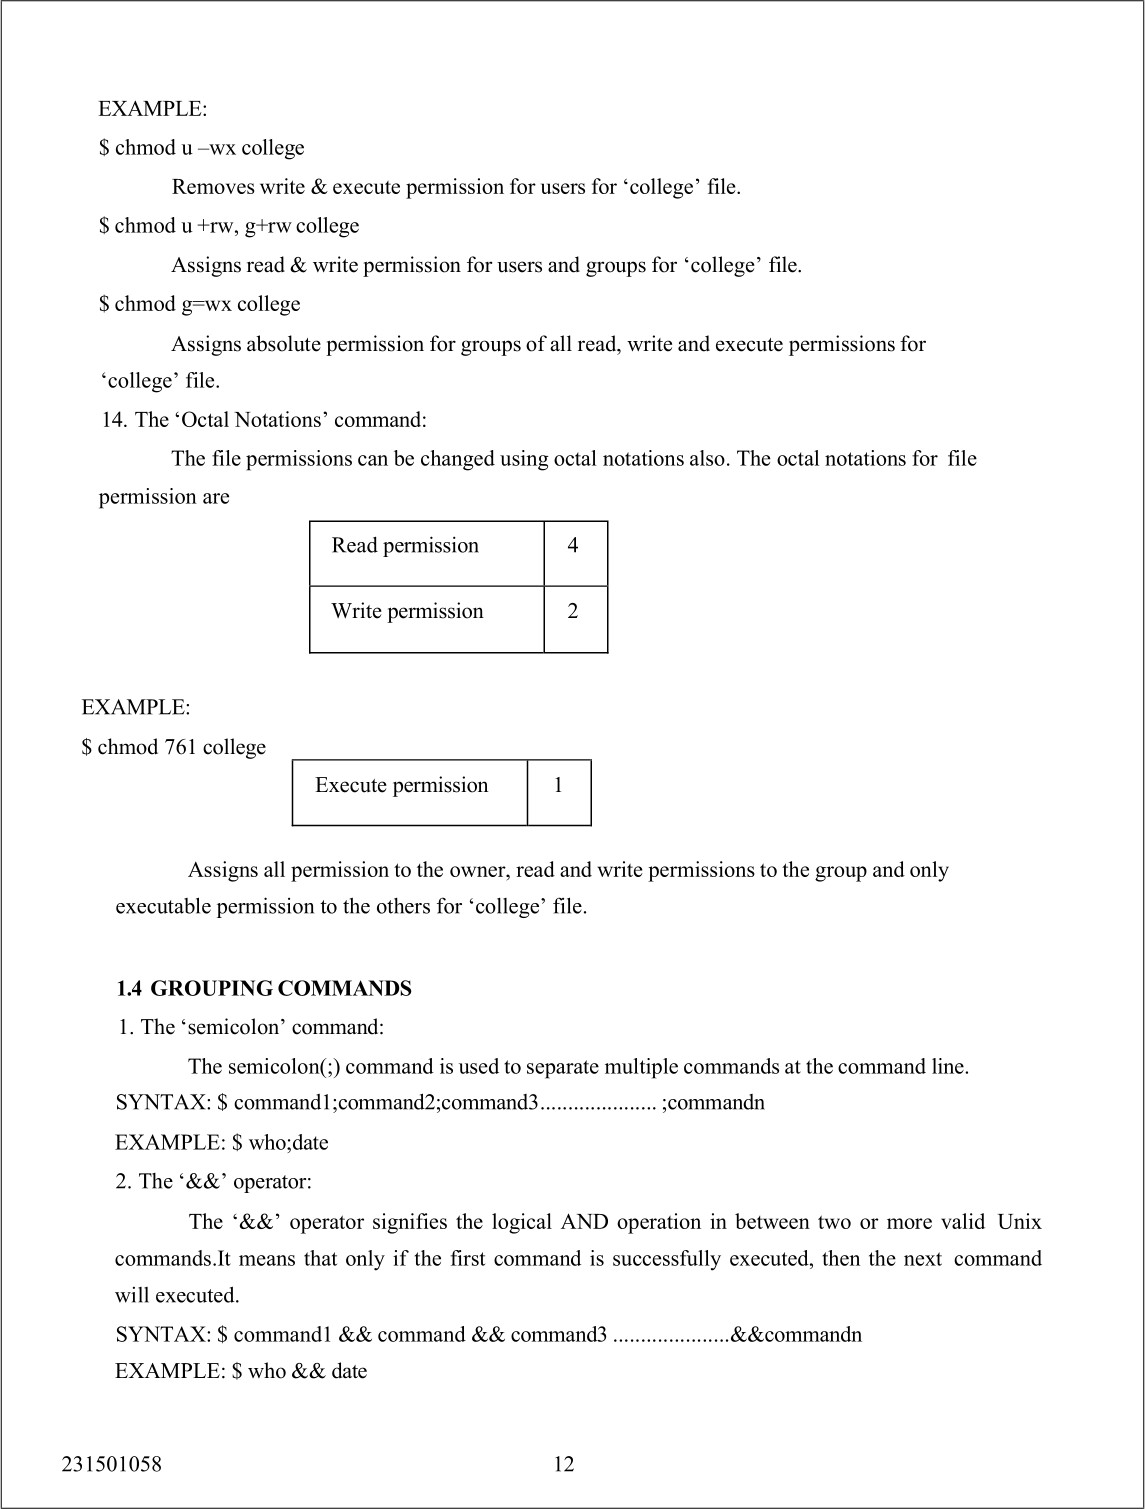 EXAMPLE:
$ chmod u –wx college
Removes write & execute permission for users for ‘college’ file.
$ chmod u +rw, g+rw college
Assigns read & write permission for users and groups for ‘college’ file.
$ chmod g=wx college
Assigns absolute permission for groups of all read, write and execute permissions for
‘college’ file.
14. The ‘Octal Notations’ command:
The file permissions can be changed using octal notations also. The octal notations for file
permission are
Read permission 4
Write permission 2
EXAMPLE:
$ chmod 761 college
Execute permission 1
Assigns all permission to the owner, read and write permissions to the group and only
executable permission to the others for ‘college’ file.
1.4 GROUPING COMMANDS
1. The ‘semicolon’ command:
The semicolon(;) command is used to separate multiple commands at the command line.
SYNTAX: $ command1;command2;command3..................... ;commandn
EXAMPLE: $ who;date
2. The ‘&&’ operator:
The ‘&&’ operator signifies the logical AND operation in between two or more valid Unix
commands.It means that only if the first command is successfully executed, then the next command
will executed.
SYNTAX: $ command1 && command && command3 .....................&&commandn
EXAMPLE: $ who && date
231501058 12